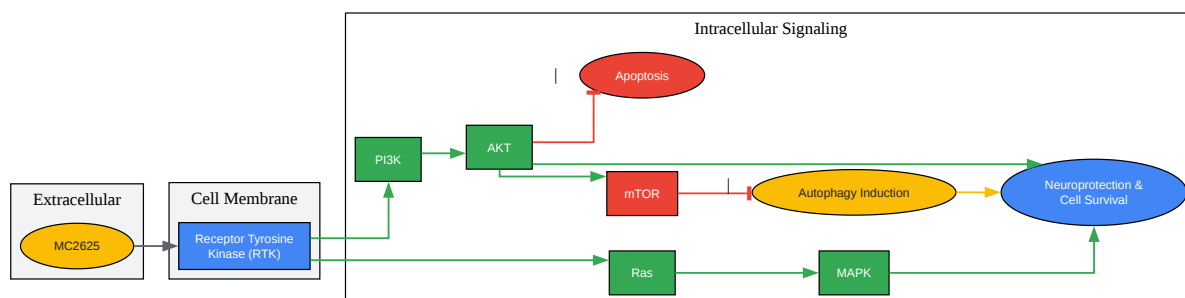 Intracellular Signaling
Apoptosis
PI3K
AKT
Extracellular
Cell Membrane
mTOR
Autophagy Induction
Neuroprotection &
Cell Survival
MC2625
Receptor Tyrosine
Kinase (RTK)
Ras
MAPK